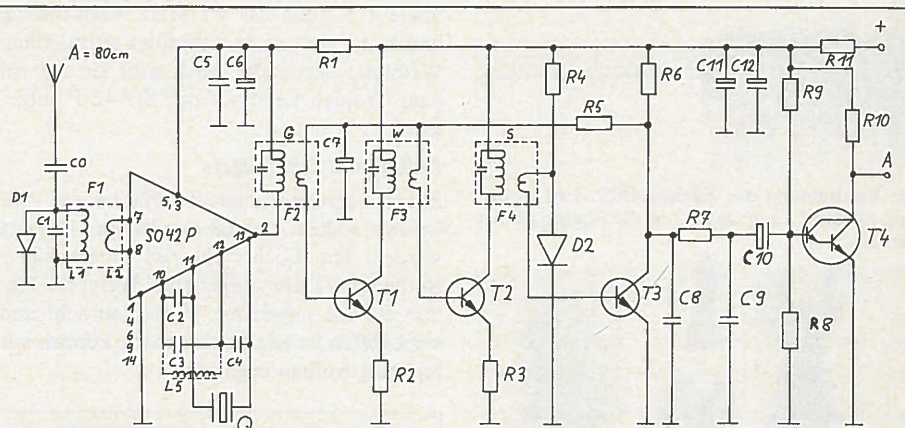 A = 80cm
C5
C6
R1
+
C11
C12
R11
R4
R6
R9
R5
R10
G
W
S
C7
A
C0
F1
D1
C1
7
8
5,3
SO42P
2
13
12
11
10
L1
L2
F2
F3
F4
D2
R7
C10
T4
T1
T2
T3
C8
C9
R8
1
4
6
9
14
C2
C3
C4
L5
Q
R2
R3